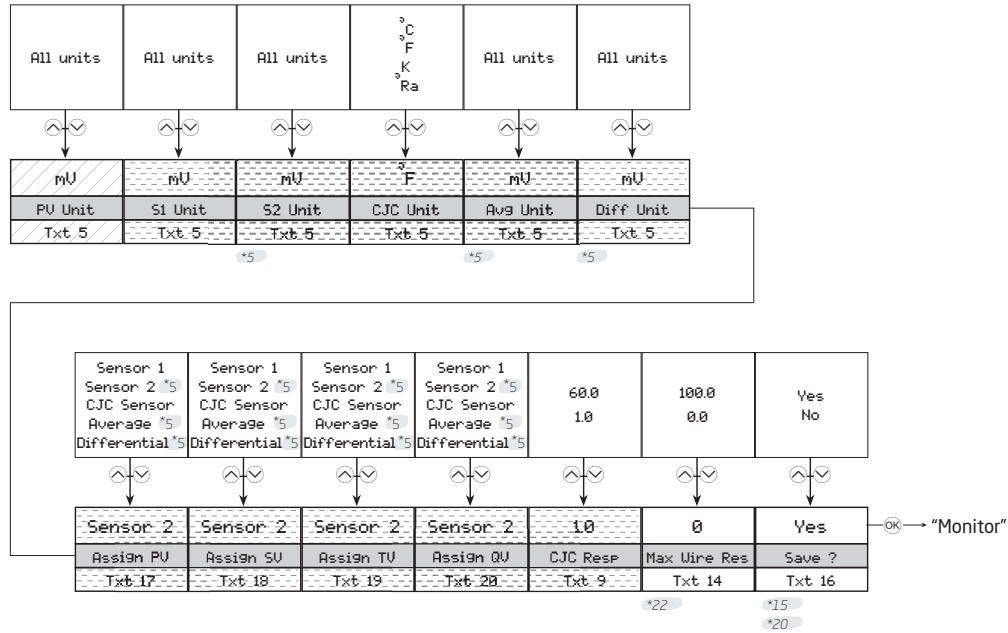 All units All units All units °C All units All units
°F
K
°Ra
mV mV mV °F mV mV
PV Unit S1 Unit S2 Unit CJC Unit Avg Unit Diff Unit
Txt 5 Txt 5 Txt 5 Txt 5 Txt 5 Txt 5
*5 *5 *5
Sensor 1 Sensor 1 Sensor 1 Sensor 1
Sensor 2 *5 Sensor 2 *5 Sensor 2 *5 Sensor 2 *5 60.0 100.0 Yes
CJC Sensor CJC Sensor CJC Sensor CJC Sensor 1.0 0.0 No
Average *5 Average *5 Average *5 Average *5
Differential *5 Differential *5 Differential *5 Differential *5
Sensor 2 Sensor 2 Sensor 2 Sensor 2 1.0 0 Yes OK "Monitor"
Assign PV Assign SV Assign TV Assign QV CJC Resp Max Wire Res Save ?
Txt 17 Txt 18 Txt 19 Txt 20 Txt 9 Txt 14 Txt 16
*22 *15
*20